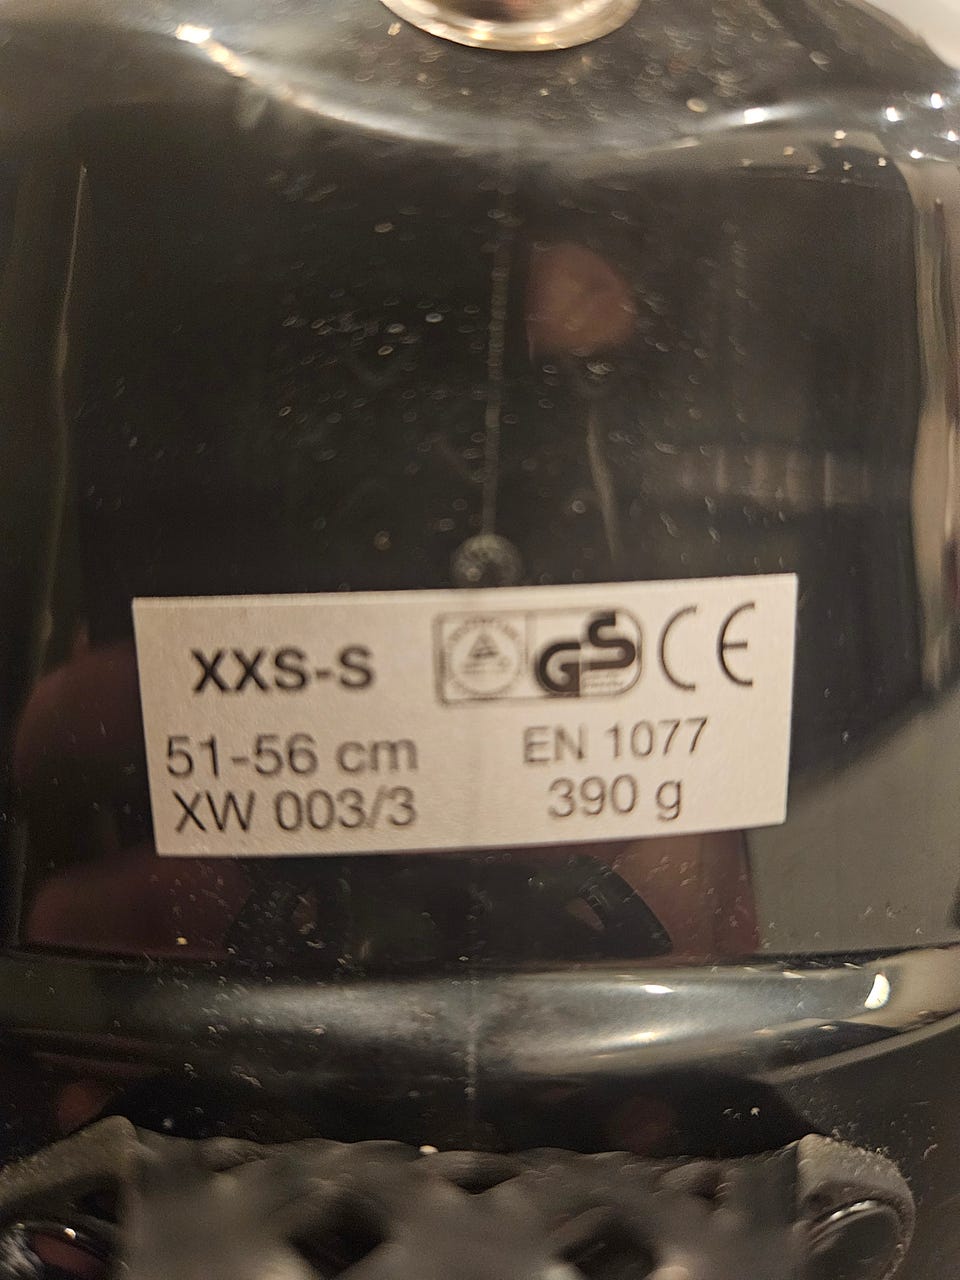 XXS-S
51-56 cm
XW 003/3
GS CE
EN 1077
390 g